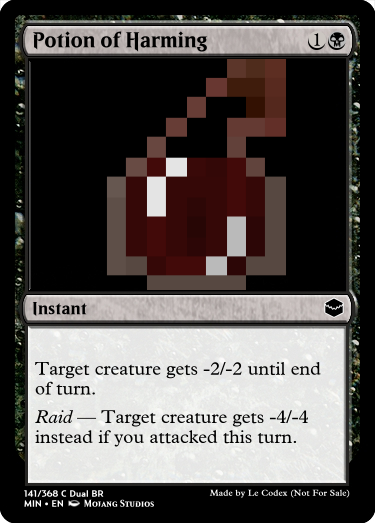 Potion of Harming 1
Instant
Target creature gets -2/-2 until end
of turn.
Raid — Target creature gets -4/-4
instead if you attacked this turn.
141/368 C Dual BR
Made by Le Codex (Not For Sale)
MIN • EN Mojang Studios